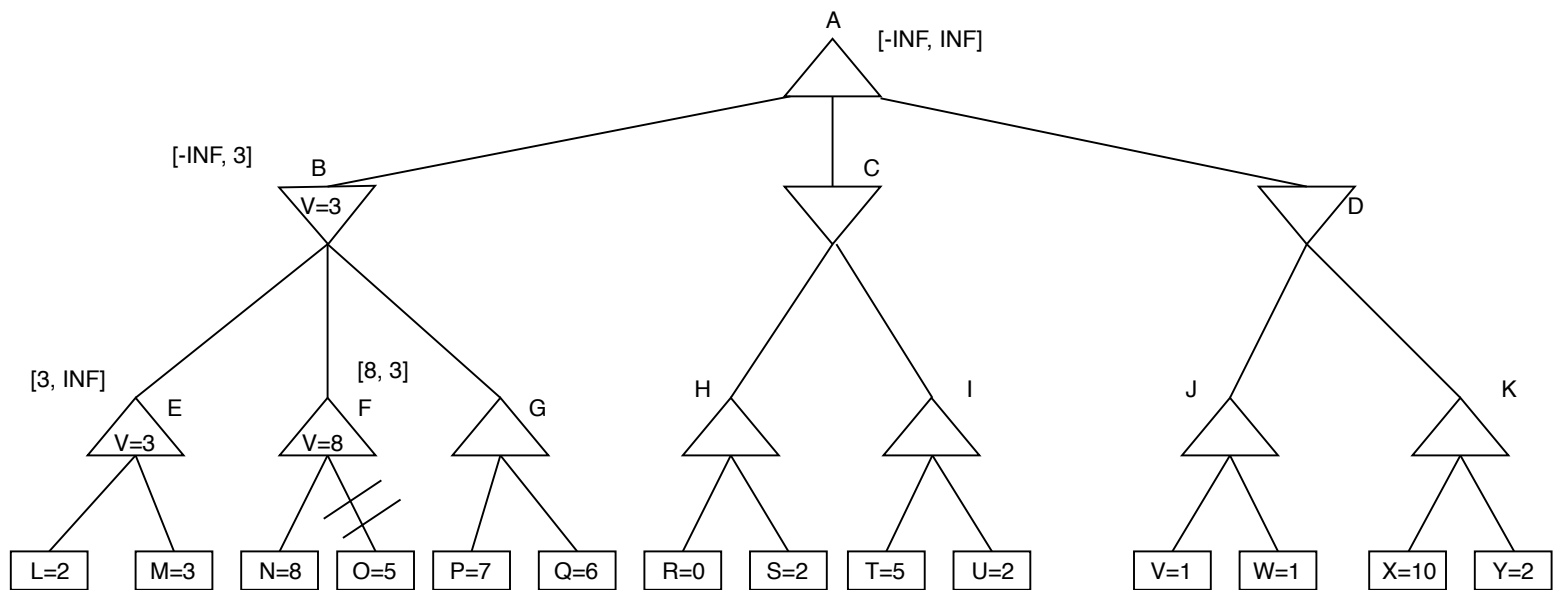 A
[-INF, INF]
[-INF, 3]
B
C
V=3
D
[3, INF]
[8, 3]
E
F
G
H
I
J
K
V=3
V=8
L=2
M=3
N=8
O=5
P=7
Q=6
R=0
S=2
T=5
U=2
V=1
W=1
X=10
Y=2